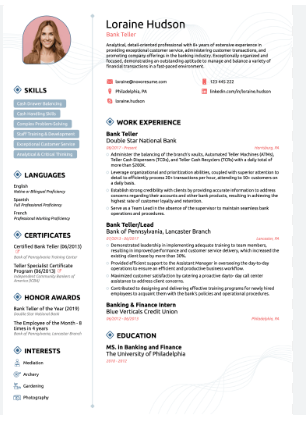 Loraine Hudson
Bank Teller
Analytical, detail-oriented professional with 6+ years of extensive experience in
providing exceptional customer service, administering customer transactions, and
promoting company offerings in the banking industry. Exceptionally organized and
focused, demonstrating an outstanding aptitude to manage and balance a variety of
financial transactions in a fast-paced environment.
loraine@novoresume.com
123 445 222
Philadelphia, PA
linkedin.com/in/loraine.hudson
loraine.hudson
SKILLS
Cash Drawer Balancing
Cash Handling Skills
Complex Problem Solving
Staff Training & Development
Exceptional Customer Service
Analytical & Critical Thinking
LANGUAGES
English
Native or Bilingual Proficiency
Spanish
Full Professional Proficiency
French
Professional Working Proficiency
CERTIFICATES
Certified Bank Teller (06/2013)
Bank of Pennsylvania Training Center
Teller Specialist Certificate
Program (06/2013)
Independent Community Bankers of
America (ICBA)
HONOR AWARDS
Bank Teller of the Year (2019)
Double Star National Bank
The Employee of the Month - 8
times in 4 years
Bank of Pennsylvania, Lancaster Branch
INTERESTS
Mediation
Archery
Gardening
Photography
WORK EXPERIENCE
Bank Teller
Double Star National Bank
08/2017 - Present
Harrisburg, PA
Administer the balancing of the branch's vaults, Automated Teller Machines (ATMs),
Teller Cash Dispensers (TCD), and Teller Cash Recyclers (TCR) with a daily total of
more than $260K.
Leverage organizational and prioritization abilities, coupled with superior attention to
detail to efficiently process 35+ transactions per hour, attending to 50+ customers on
a daily basis.
Establish strong credibility with clients by providing accurate information to address
concerns regarding their accounts and other bank products, resulting in achieving the
highest rate of customer loyalty and retention.
Serve as a Team Lead in the absence of the supervisor to maintain seamless bank
operations and procedures.
Bank Teller/Lead
Bank of Pennsylvania, Lancaster Branch
Lancaster, PA
Demonstrated leadership in implementing adequate training to team members,
resulting in improved performance and customer service delivery, which increased the
existing client base by more than 30%.
Provided efficient support to the Assistant Manager in overseeing the day-to-day
operations to ensure an efficient and productive business workflow.
Maximized customer satisfaction by catering a proactive day-to-day call center
assistance to address client concerns.
Contributed to designing and delivering effective training programs for newly hired
employees to acquaint them with the bank's policies and operational procedures.
Banking & Finance Intern
Blue Verticals Credit Union
Philadelphia, PA
EDUCATION
MS. in Banking and Finance
The University of Philadelphia